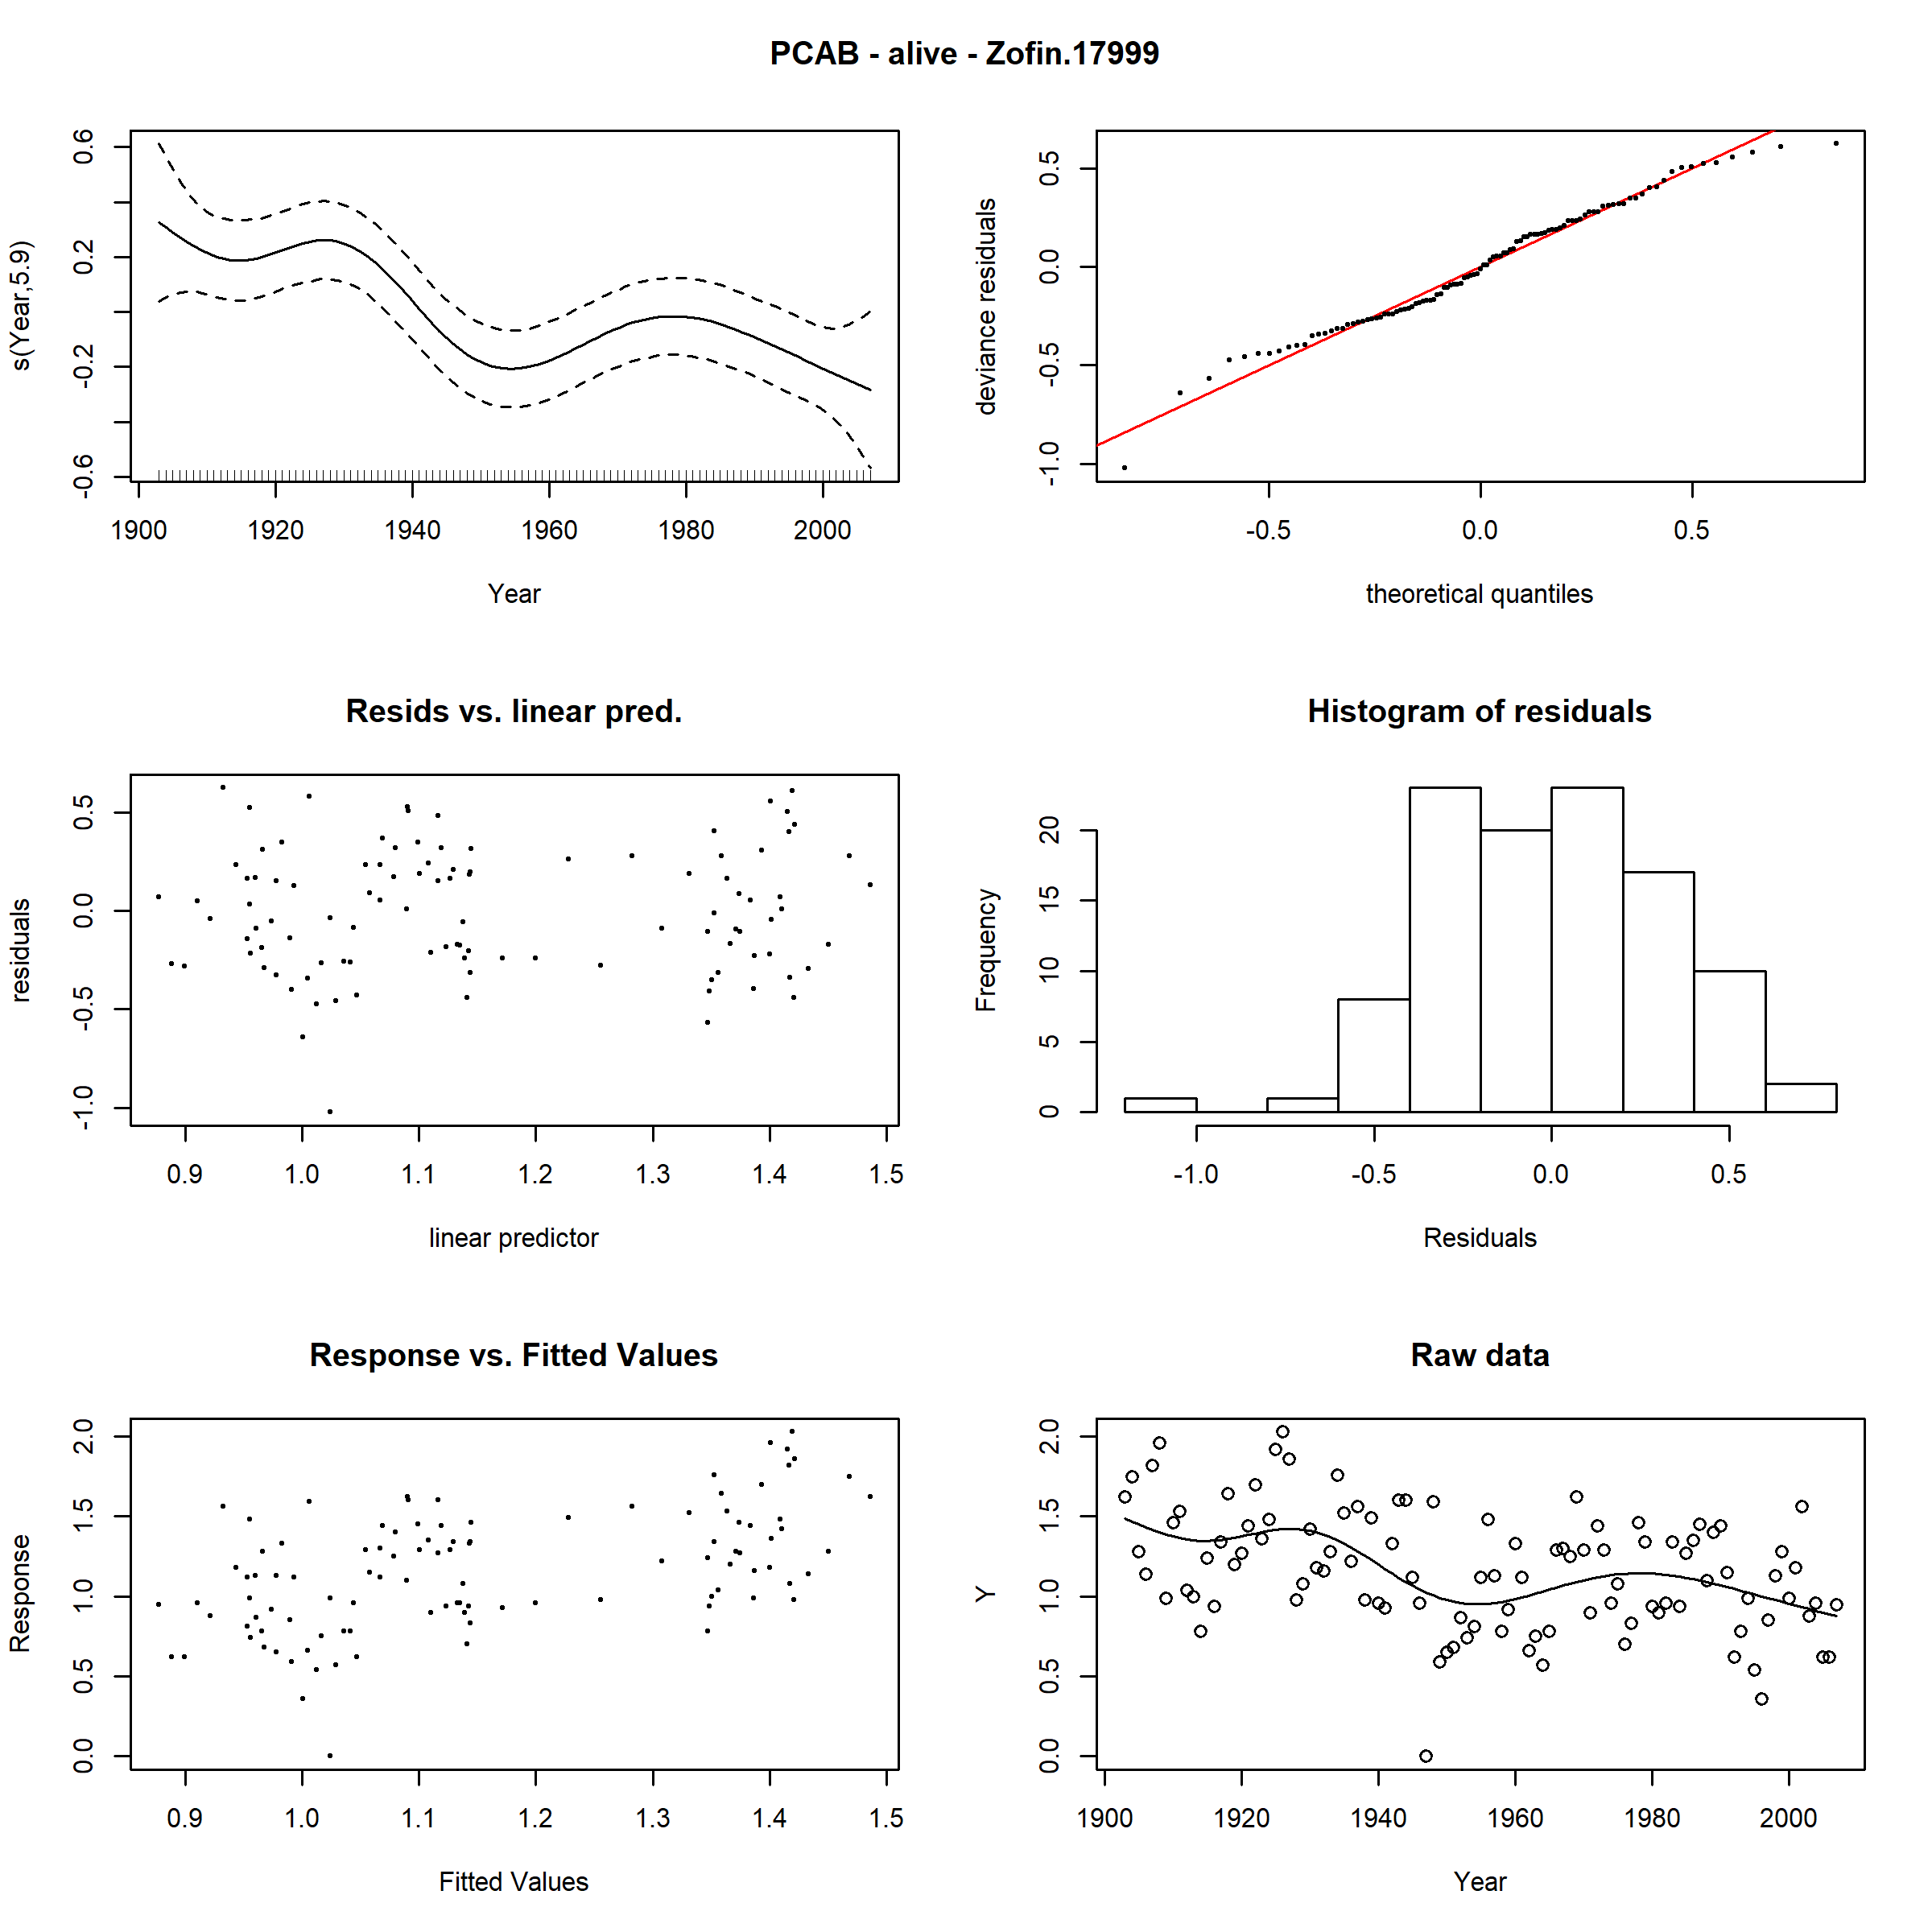 PCAB - alive - Zofin.17999
s(Year,5.9)
-0.6 -0.2 0.2 0.6
1900 1920 1940 1960 1980 2000
Year
deviance residuals
-1.0 -0.5 0.0 0.5
-0.5 0.0 0.5
theoretical quantiles
Resids vs. linear pred.
residuals
-1.0 -0.5 0.0 0.5
0.9 1.0 1.1 1.2 1.3 1.4 1.5
linear predictor
Histogram of residuals
Frequency
0 5 10 15 20
-1.0 -0.5 0.0 0.5
Residuals
Response vs. Fitted Values
Response
0.0 0.5 1.0 1.5 2.0
0.9 1.0 1.1 1.2 1.3 1.4 1.5
Fitted Values
Raw data
Y
0.0 0.5 1.0 1.5 2.0
1900 1920 1940 1960 1980 2000
Year